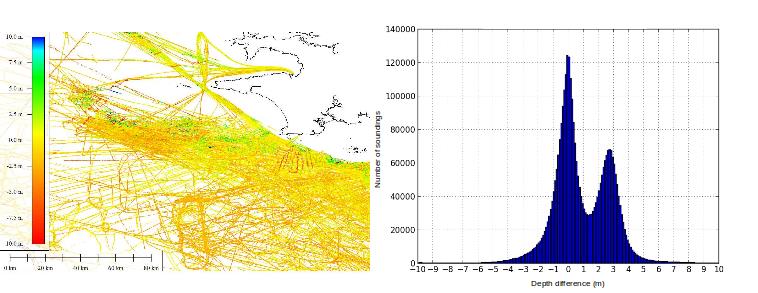 10.0 m
7.5 m
5.0 m
2.5 m
0.0 m
-2.5 m
-5.0 m
-7.5 m
10.0 m
0 km 20 km 40 km 60 km 80 km
140000
120000
100000
80000
60000
40000
20000
0
Number of soundings
−10 −9 −8 −7 −6 −5 −4 −3 −2 −1 0 1 2 3 4 5 6 7 8 9 10
Depth difference (m)